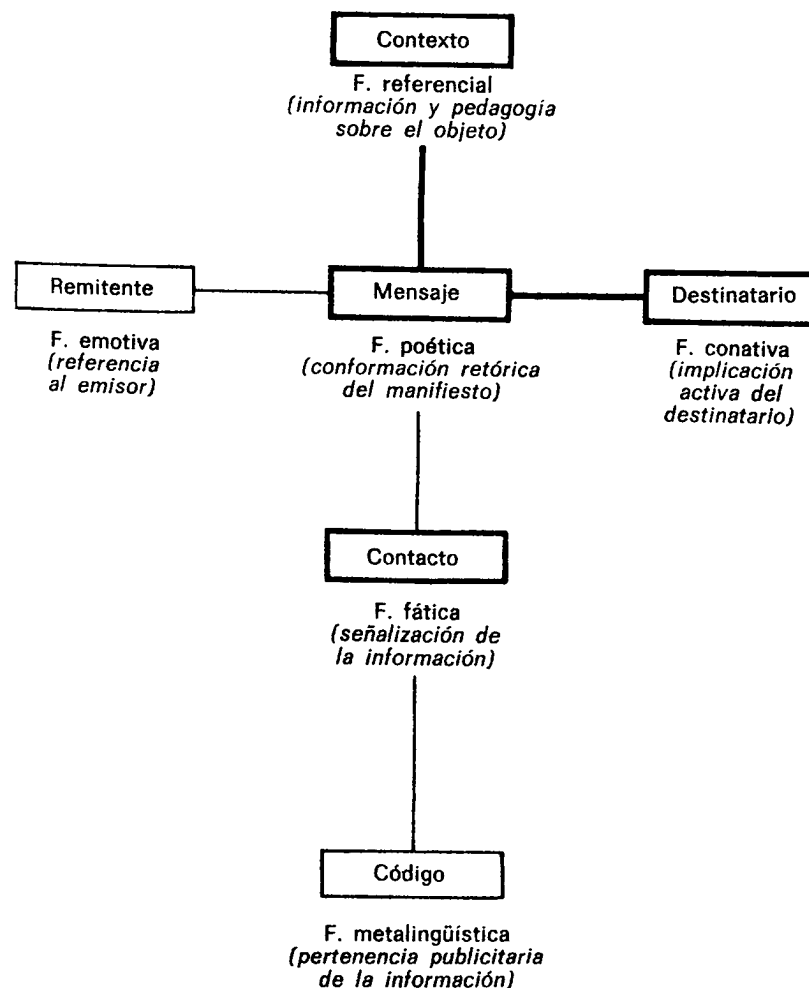 Contexto
F. referencial
(información y pedagogía
sobre el objeto)
Remitente
F. emotiva
(referencia
al emisor)
Mensaje
F. poética
(conformación retórica
del manifiesto)
Destinatario
F. conativa
(implicación
activa del
destinatario)
Contacto
F. fática
(señalización de
la información)
Código
F. metalingüística
(pertenencia publicitaria
de la información)